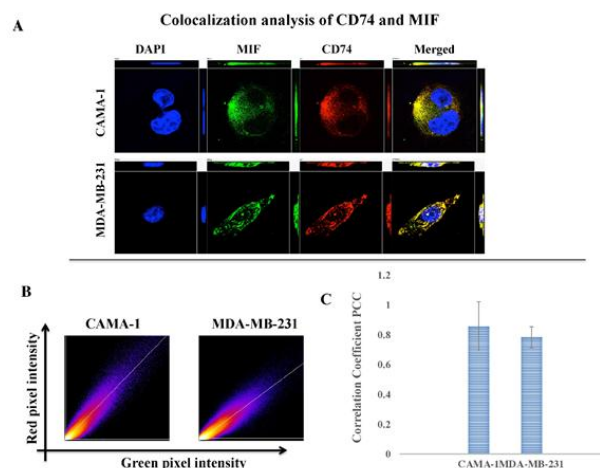 Colocalization analysis of CD74 and MIF
A
DAPI MIF CD74 Merged
CAMA-1
MDA-MB-231
B
CAMA-1 MDA-MB-231
Red pixel intensity
Green pixel intensity
C
Correlation Coefficient PCC
1.2
1
0.8
0.6
0.4
0.2
0
CAMA-1MDA-MB-231